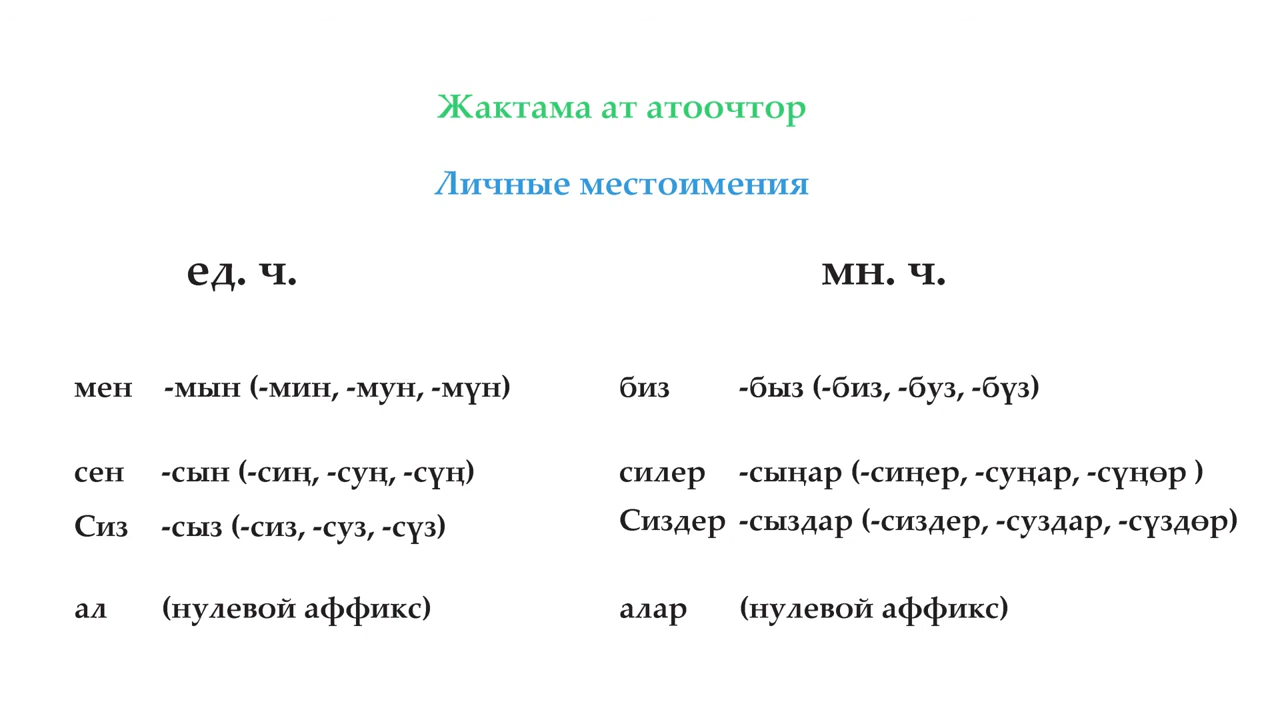 Жактама ат атоочтор
Личные местоимения
ед. ч. мн. ч.
мен -мын (-мин, -мун, -мүн) биз -быз (-биз, -буз, -бүз)
сен -сын (-сиң, -суң, -сүң) силер -сыңар (-сиңер, -суңар, -сүңөр )
Сиз -сыз (-сиз, -суз, -сүз) Сиздер -сыздар (-сиздер, -суздар, -сүздөр)
ал (нулевой аффикс) алар (нулевой аффикс)